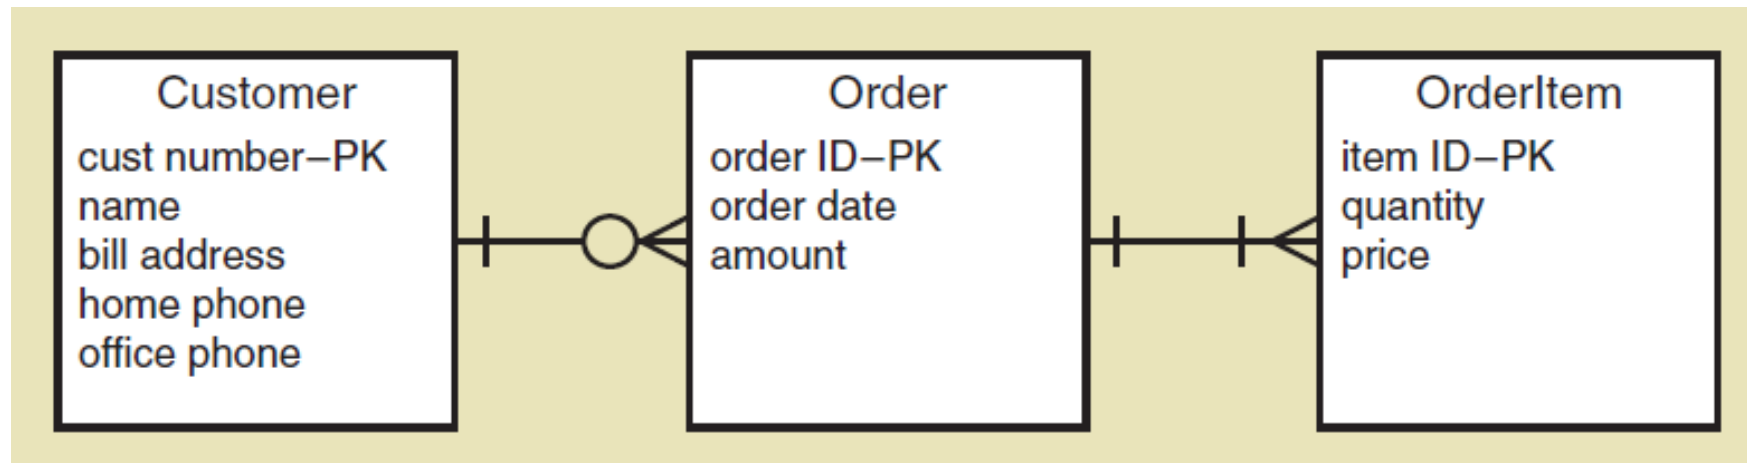 Customer
cust number–PK
name
bill address
home phone
office phone
Order
order ID–PK
order date
amount
OrderItem
item ID–PK
quantity
price